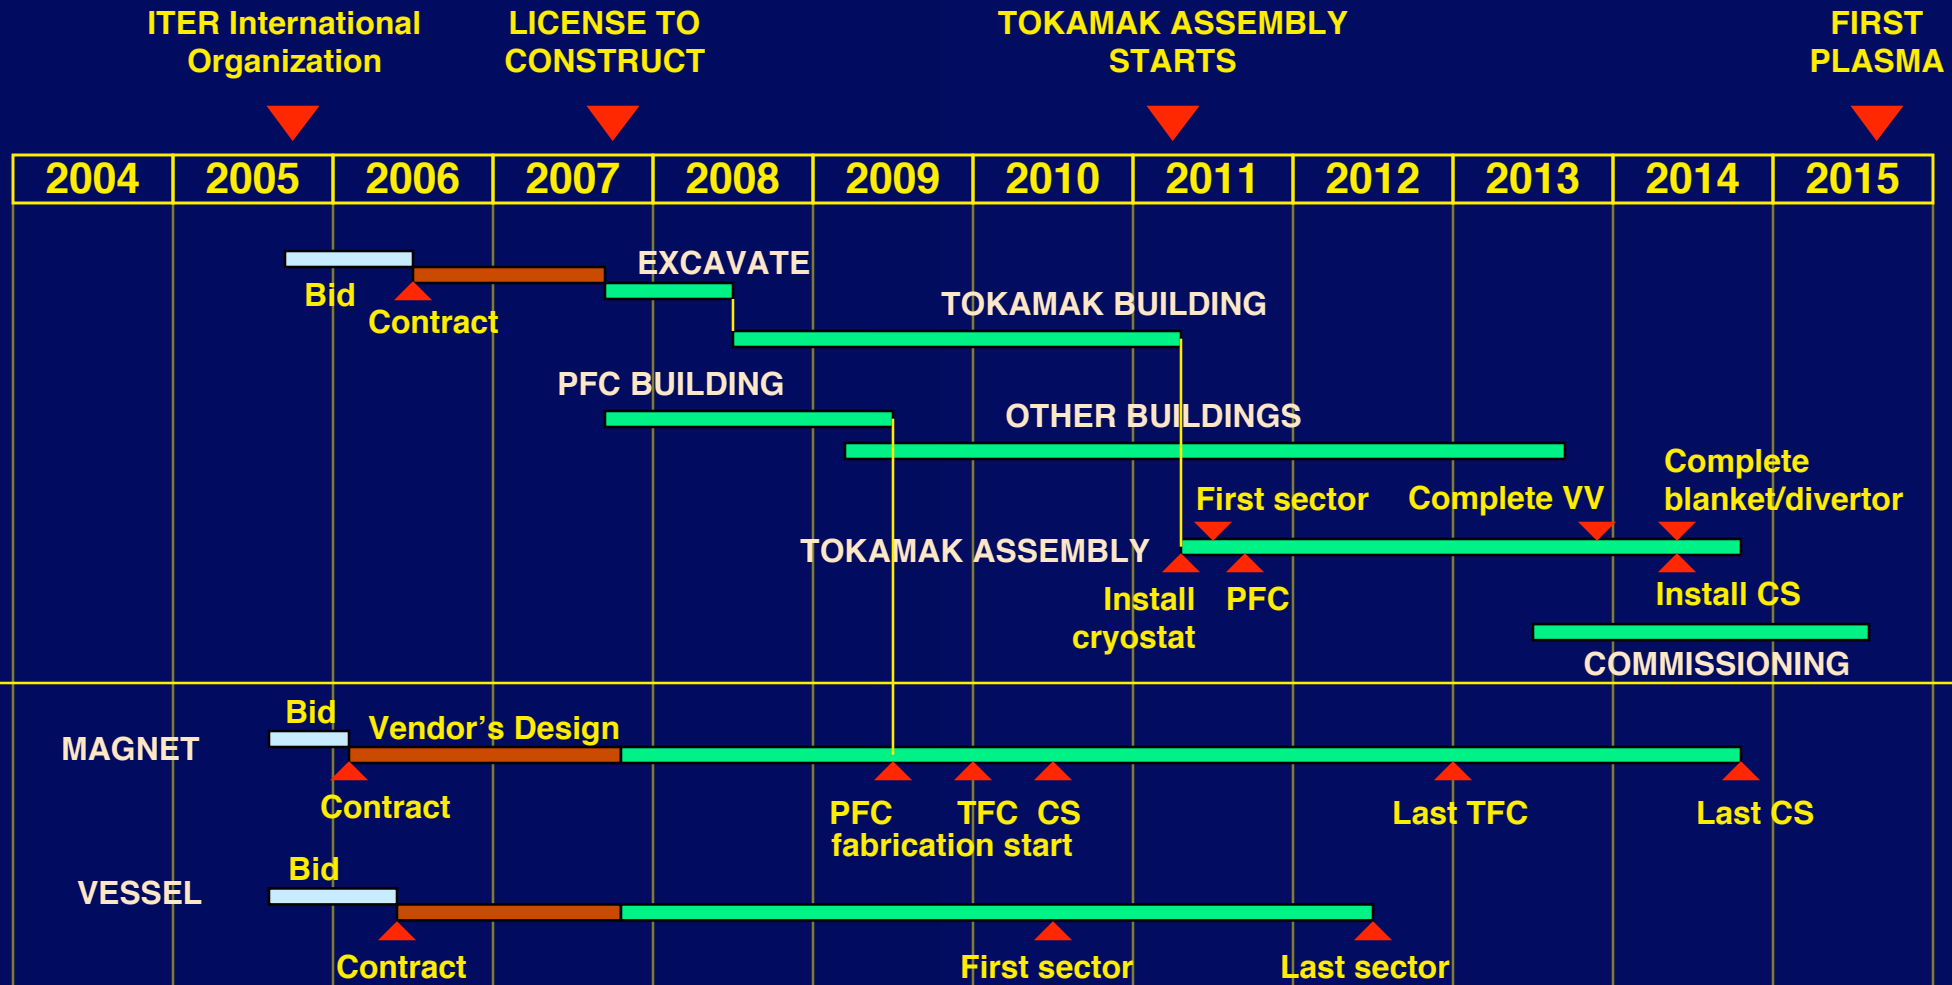 ITER International
Organization
LICENSE TO
CONSTRUCT
TOKAMAK ASSEMBLY
STARTS
FIRST
PLASMA
2004 2005 2006 2007 2008 2009 2010 2011 2012 2013 2014 2015
EXCAVATE
Bid
Contract
TOKAMAK BUILDING
PFC BUILDING
OTHER BUILDINGS
Complete
blanket/divertor
First sector
Complete VV
TOKAMAK ASSEMBLY
Install
cryostat
PFC
Install CS
COMMISSIONING
Bid
MAGNET
Vendor’s Design
Contract
PFC TFC CS
fabrication start
Last TFC
Last CS
Bid
VESSEL
Contract
First sector
Last sector